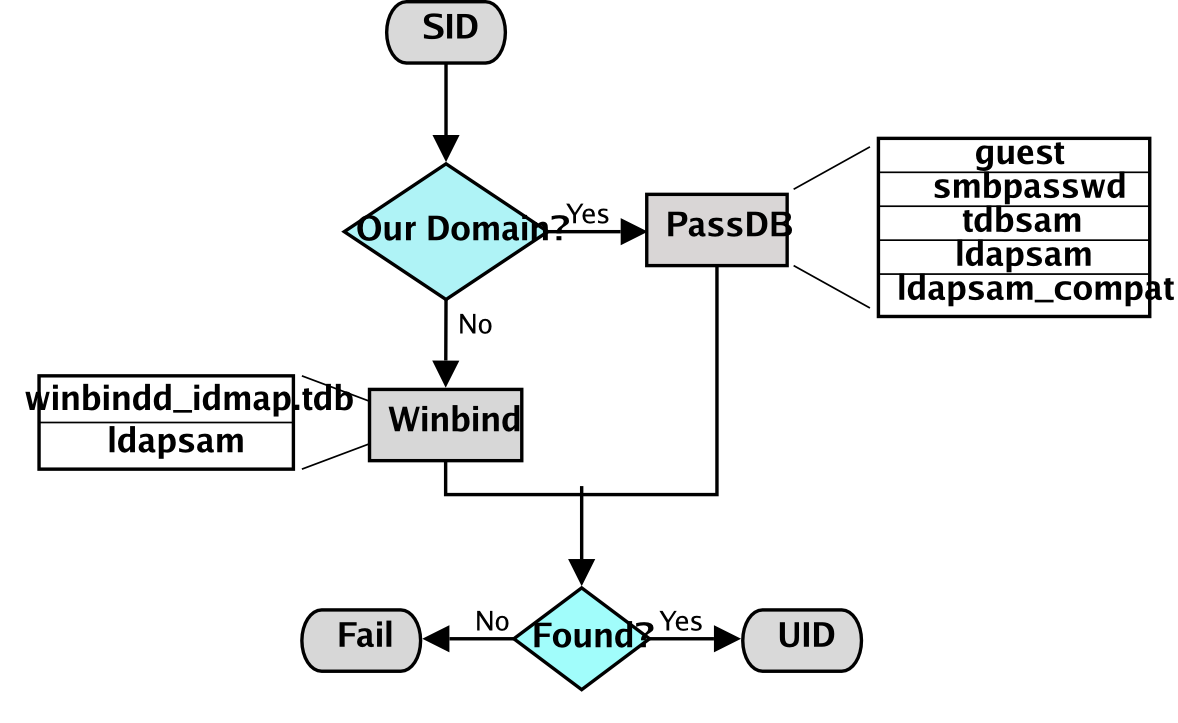 SID
Our Domain?
Yes
PassDB
guest
smbpasswd
tdbsam
ldapsam
ldapsam_compat
No
winbindd_idmap.tdb
ldapsam
Winbind
Fail
No
Found?
Yes
UID